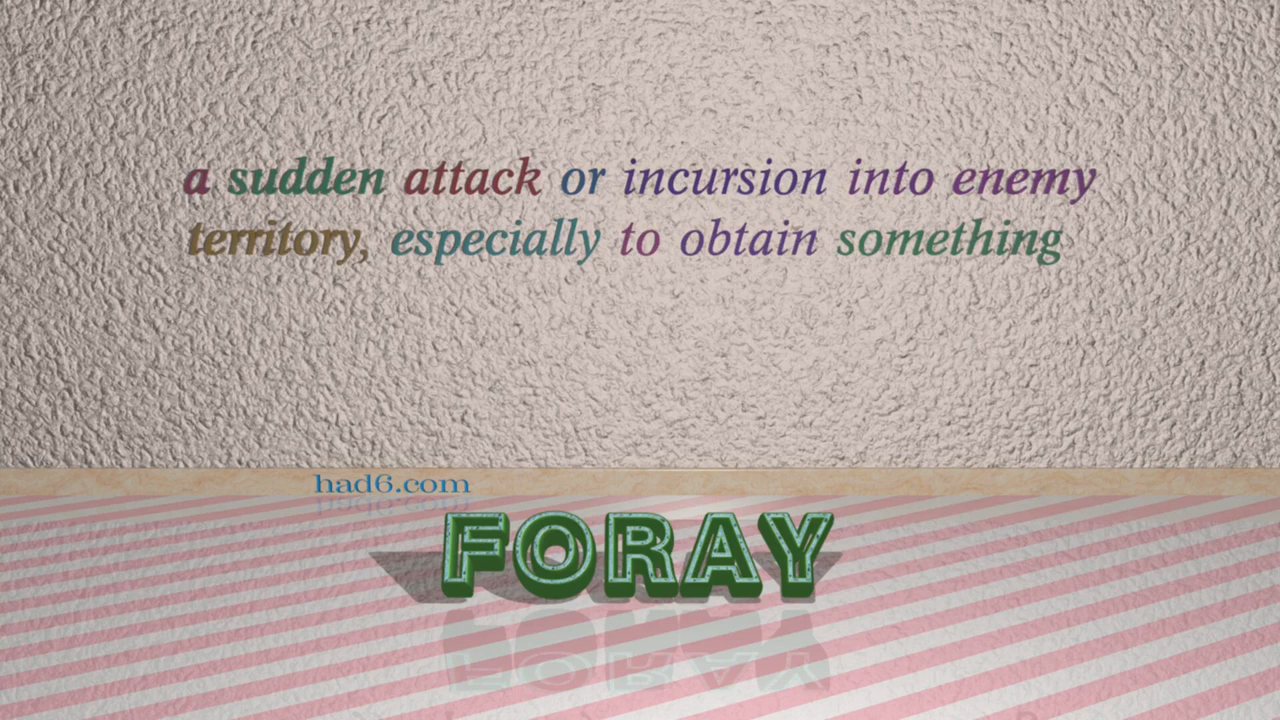 a sudden attack or incursion into enemy
territory, especially to obtain something
had6.com
FORAY